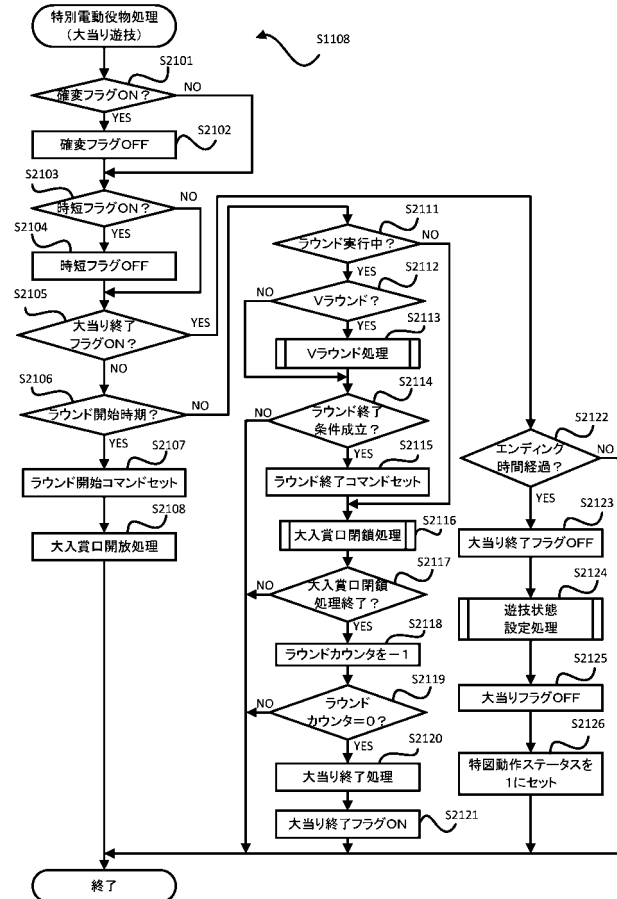 特別電動役物処理
(大当り遊技)
S1108
S2101
確変フラグON?
NO
YES
S2102
確変フラグOFF
S2103
時短フラグON?
NO
YES
S2104
時短フラグOFF
S2105
大当り終了
フラグON?
YES
NO
S2106
ラウンド開始時期?
NO
YES
S2107
ラウンド開始コマンドセット
S2108
大入賞口開放処理
S2111
ラウンド実行中?
NO
YES
S2112
Vラウンド?
NO
YES
S2113
Vラウンド処理
S2114
ラウンド終了
条件成立?
NO
YES
S2115
ラウンド終了コマンドセット
S2116
大入賞口閉鎖処理
S2117
大入賞口閉鎖
処理終了?
NO
YES
S2118
ラウンドカウンタを-1
S2119
ラウンド
カウンタ=0?
NO
YES
S2120
大当り終了処理
S2121
大当り終了フラグON
S2122
エンディング
時間経過?
NO
YES
S2123
大当り終了フラグOFF
S2124
遊技状態
設定処理
S2125
大当りフラグOFF
S2126
特図動作ステータスを
1にセット
終了